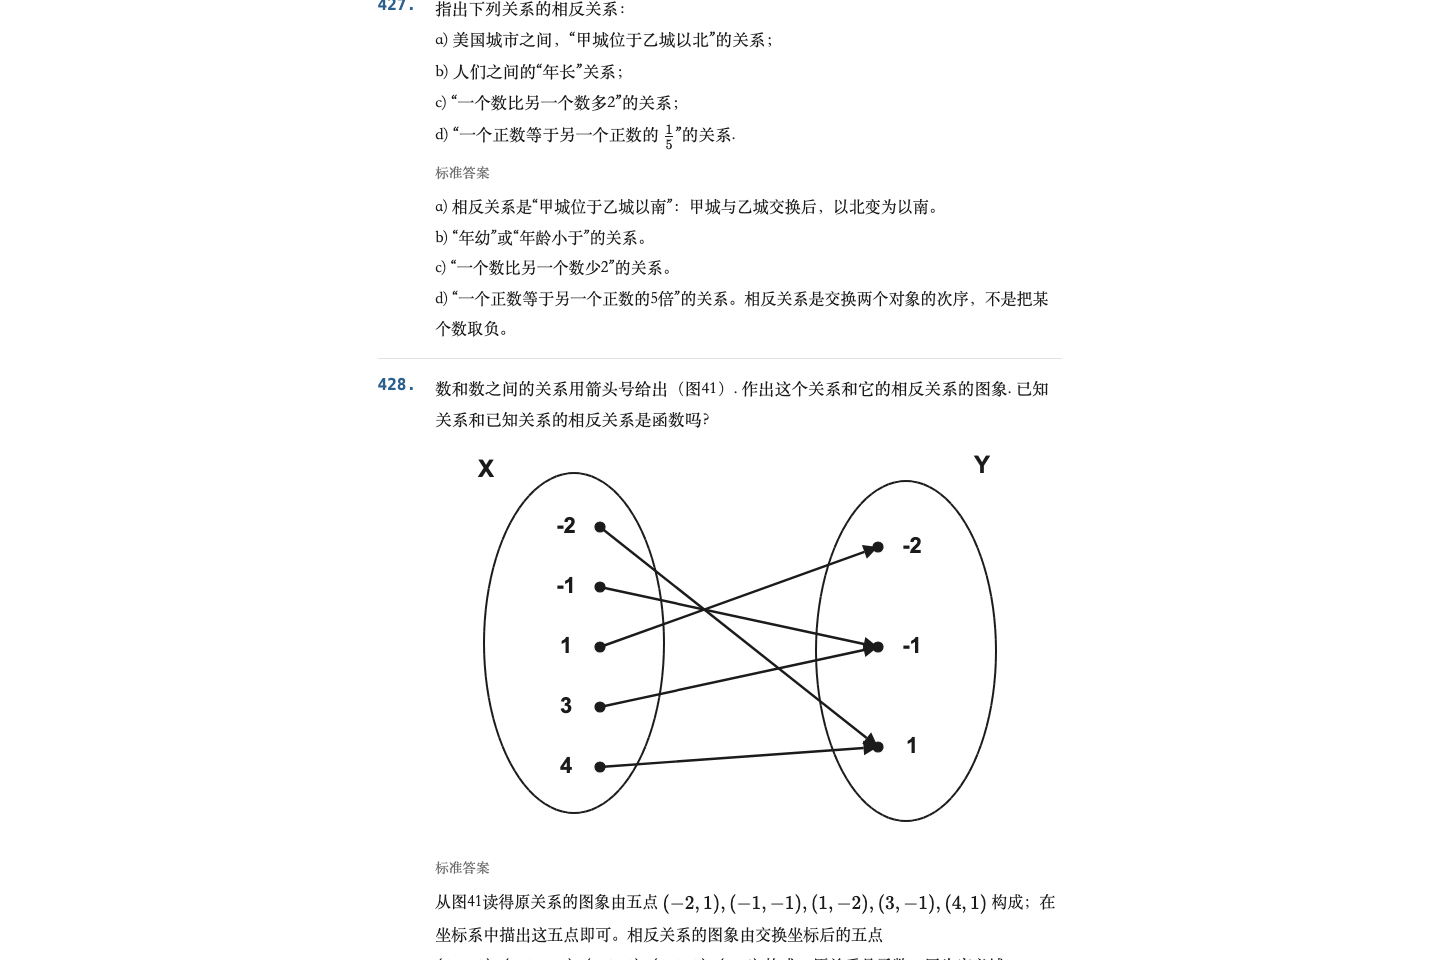 427. 指出下列关系的相反关系：
a) 美国城市之间，“甲城位于乙城以北”的关系；
b) 人们之间的“年长”关系；
c) “一个数比另一个数多2”的关系；
d) “一个正数等于另一个正数的 1/5”的关系.
标准答案
a) 相反关系是“甲城位于乙城以南”：甲城与乙城交换后，以北变为以南。
b) “年幼”或“年龄小于”的关系。
c) “一个数比另一个数少2”的关系。
d) “一个正数等于另一个正数的5倍”的关系。相反关系是交换两个对象的次序，不是把某
个数取负。
428. 数和数之间的关系用箭头号给出（图41）. 作出这个关系和它的相反关系的图象. 已知
关系和已知关系的相反关系是函数吗?
X
Y
-2
-1
1
3
4
-2
-1
1
标准答案
从图41读得原关系的图象由五点 (−2, 1), (−1, −1), (1, −2), (3, −1), (4, 1) 构成；在
坐标系中描出这五点即可。相反关系的图象由交换坐标后的五点